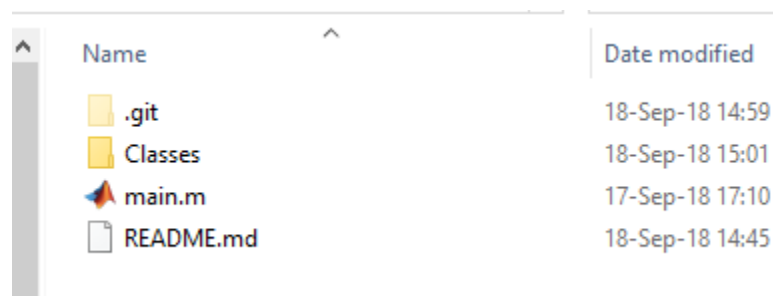 Name Date modified
.git 18-Sep-18 14:59
Classes 18-Sep-18 15:01
main.m 17-Sep-18 17:10
README.md 18-Sep-18 14:45